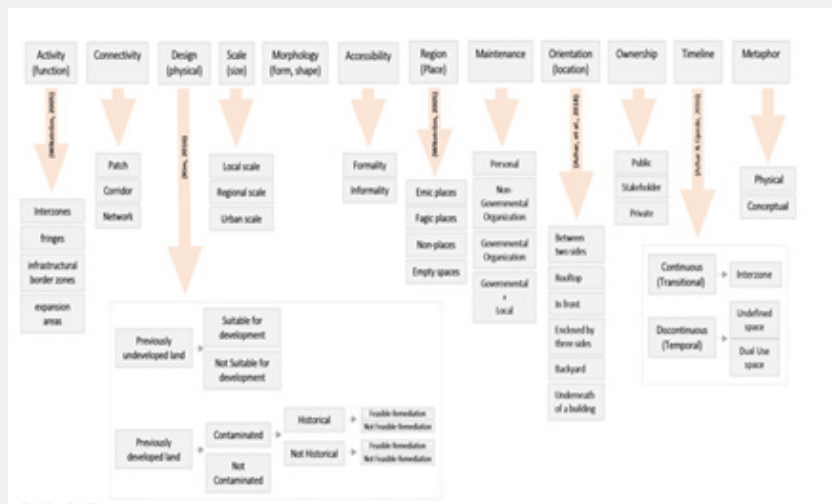 Activity
(function)
Connectivity
Design
(physical)
Scale
(size)
Morphology
(form, shape)
Accessibility
Region
(Place)
Maintenance
Orientation
(location)
Ownership
Timeline
Metaphor
Interzones
fringes
infrastructural
border zones
expansion
areas
Patch
Corridor
Network
Local scale
Regional scale
Urban scale
Formality
Informality
Emic places
Fagic places
Non-places
Empty spaces
Personal
Non-
Governmental
Organization
Governmental
Organization
Governmental
Local
Between
two sides
Rooftop
In front
Enclosed by
three sides
Backyard
Underneath
of a building
Public
Stakeholder
Private
Physical
Conceptual
Continuous
(Transitional)
Interzone
Discontinuous
(Temporal)
Undefined
space
Dual Use
space
Previously
undeveloped land
Suitable for
development
Not Suitable for
development
Previously
developed land
Contaminated
Not
Contaminated
Historical
Not Historical
Feasible Remediation
Not Feasible Remediation
Feasible Remediation
Not Feasible Remediation